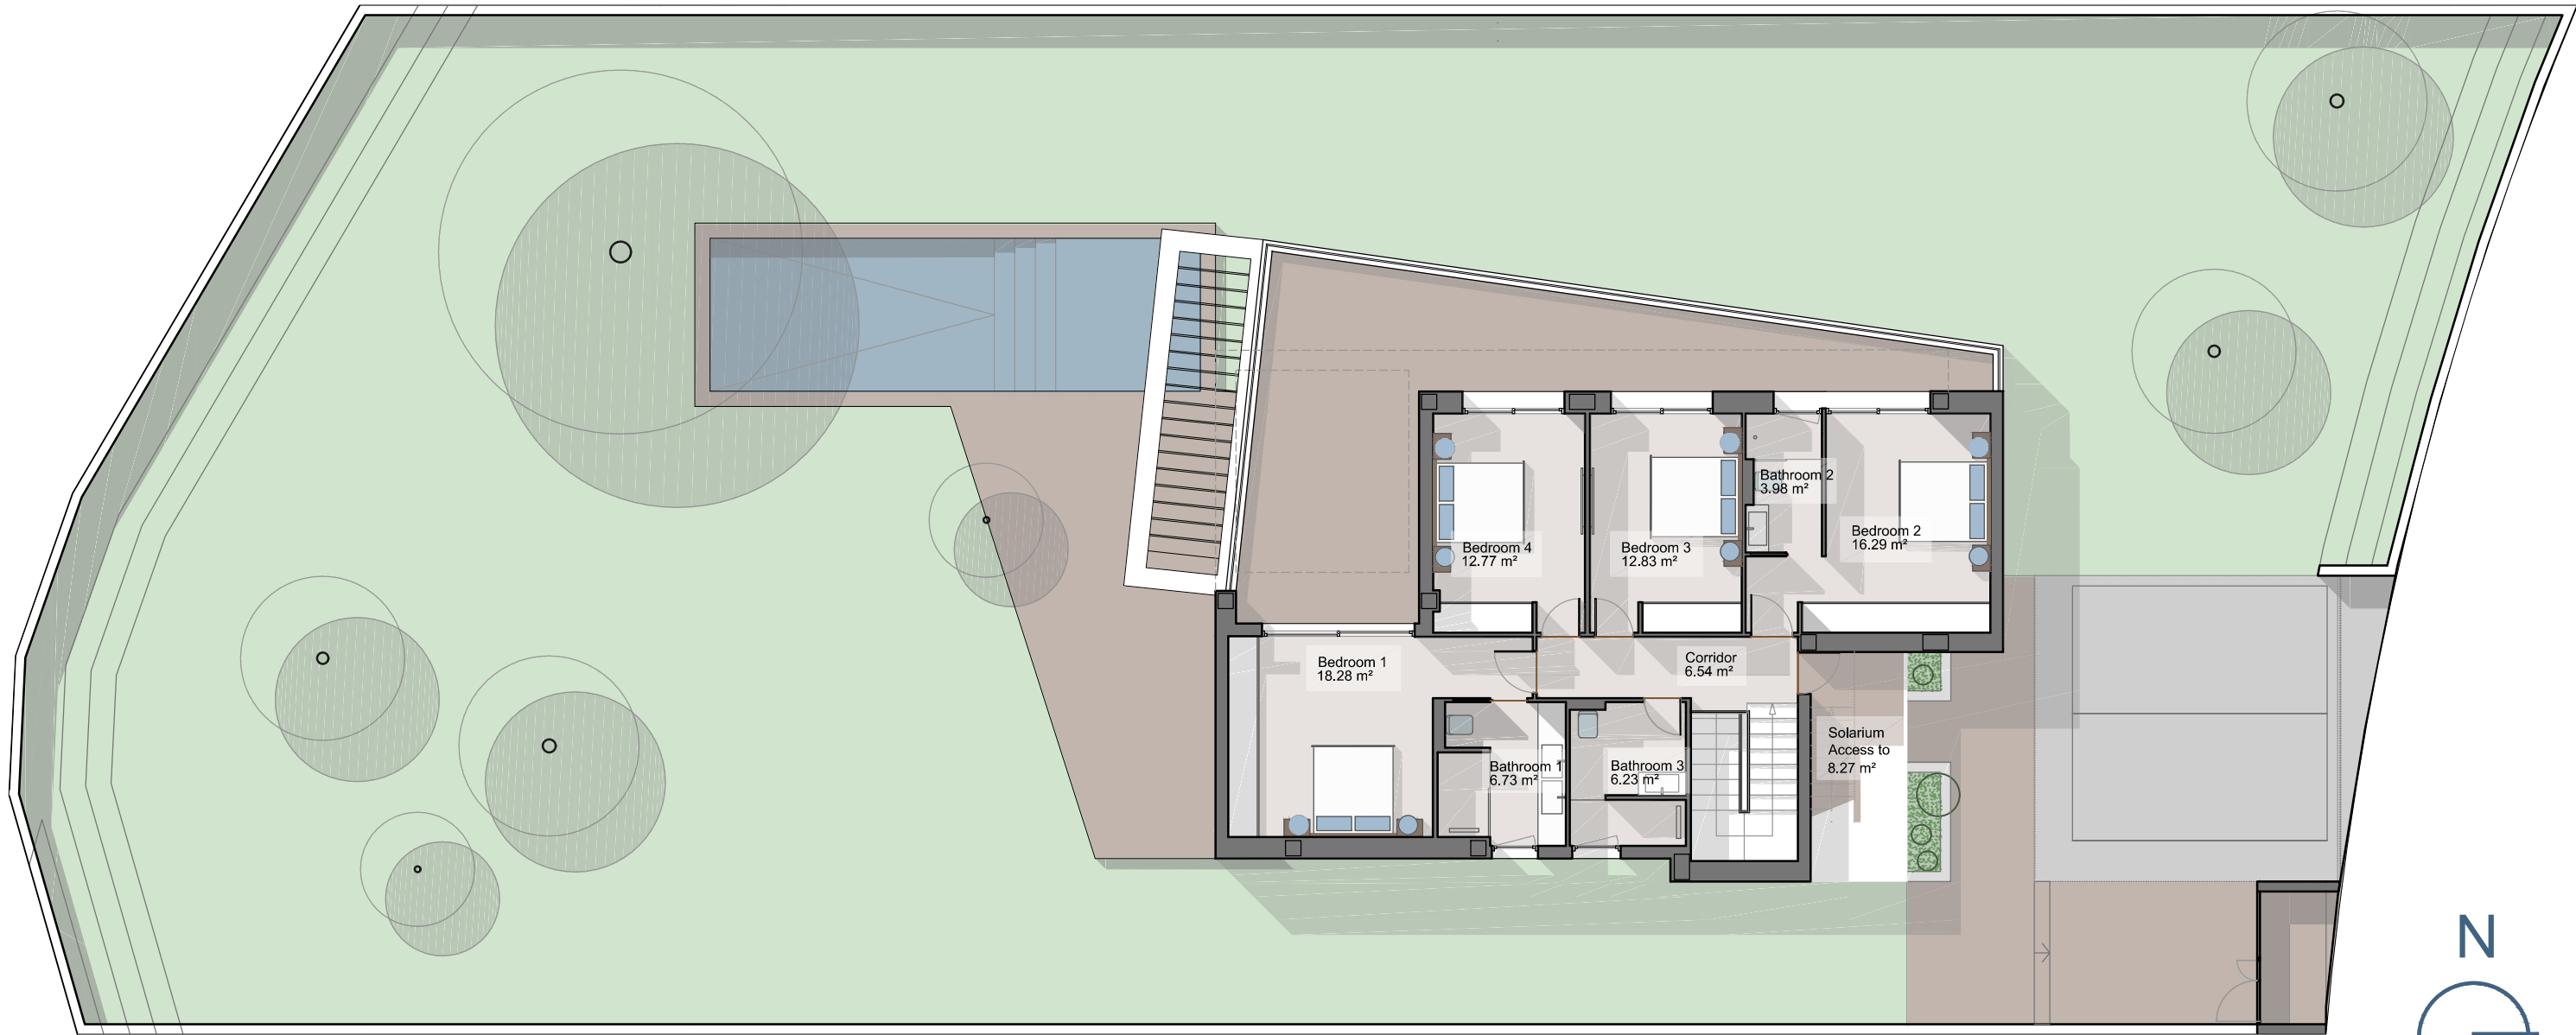 Bathroom 2
3.98 m²
Bedroom 2
16.29 m²
Bedroom 4
12.77 m²
Bedroom 3
12.83 m²
Bedroom 1
18.28 m²
Corridor
6.54 m²
Solarium
Access to
8.27 m²
Bathroom 1
6.73 m²
Bathroom 3
6.23 m²
N